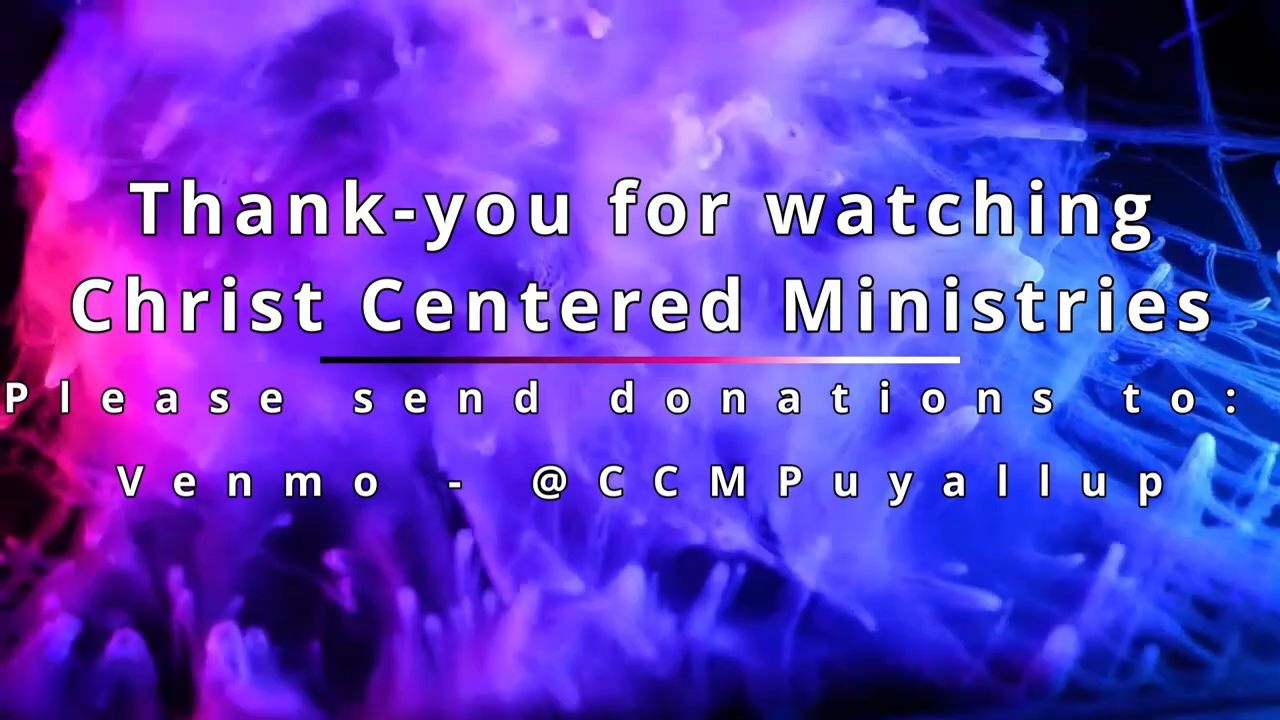 Thank-you for watching
Christ Centered Ministries
Please send donations to:
Venmo - @CCMPuyallup